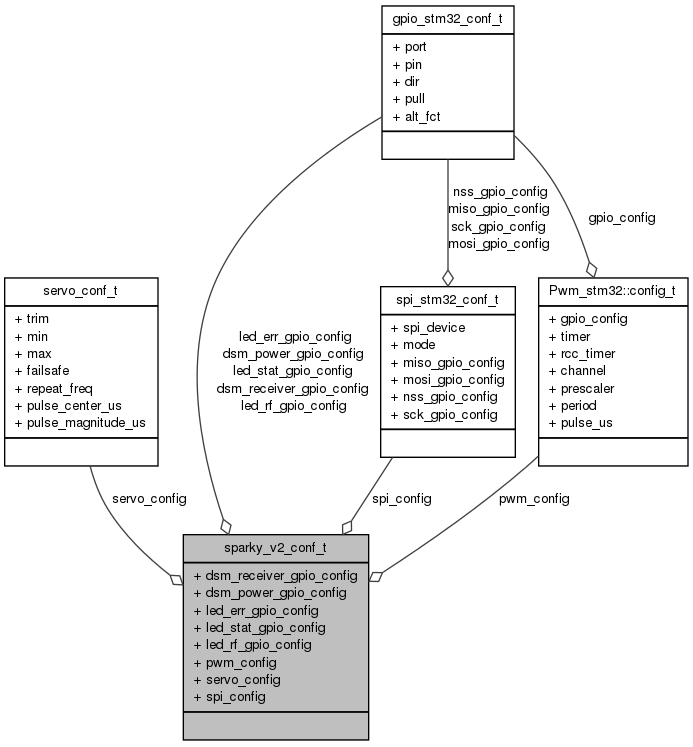 gpio_stm32_conf_t
+ port
+ pin
+ dir
+ pull
+ alt_fct
nss_gpio_config
miso_gpio_config
sck_gpio_config
mosi_gpio_config
gpio_config
servo_conf_t
+ trim
+ min
+ max
+ failsafe
+ repeat_freq
+ pulse_center_us
+ pulse_magnitude_us
led_err_gpio_config
dsm_power_gpio_config
led_stat_gpio_config
dsm_receiver_gpio_config
led_rf_gpio_config
spi_stm32_conf_t
+ spi_device
+ mode
+ miso_gpio_config
+ mosi_gpio_config
+ nss_gpio_config
+ sck_gpio_config
Pwm_stm32::config_t
+ gpio_config
+ timer
+ rcc_timer
+ channel
+ prescaler
+ period
+ pulse_us
servo_config
spi_config
pwm_config
sparky_v2_conf_t
+ dsm_receiver_gpio_config
+ dsm_power_gpio_config
+ led_err_gpio_config
+ led_stat_gpio_config
+ led_rf_gpio_config
+ pwm_config
+ servo_config
+ spi_config